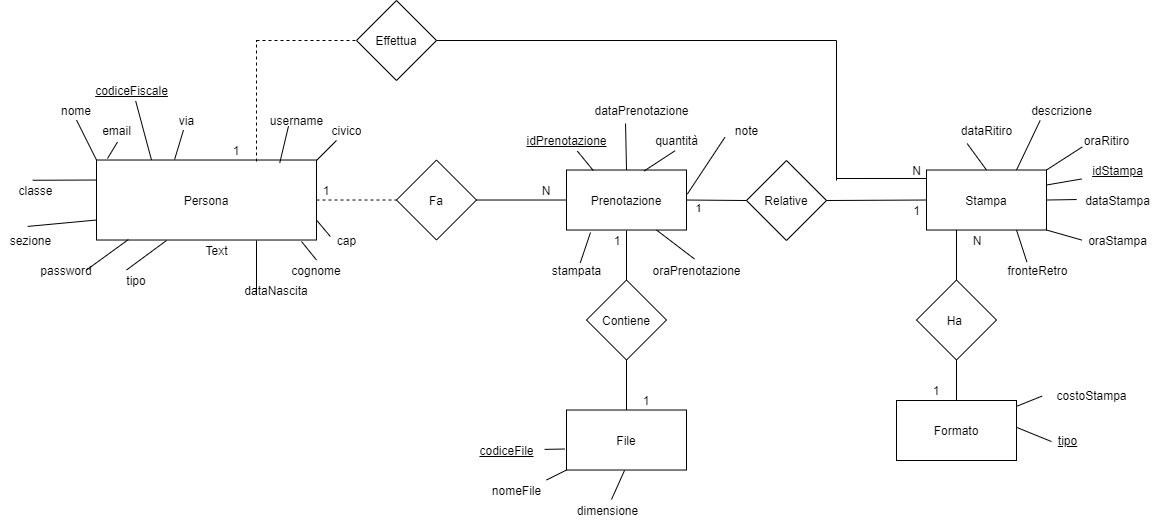 Effettua
codiceFiscale
nome
email
via
username
civico
1
classe
Persona
1
sezione
password
tipo
Text
dataNascita
cognome
cap
Fa
N
dataPrenotazione
idPrenotazione
quantità
note
Prenotazione
1
1
stampata
oraPrenotazione
Relative
descrizione
dataRitiro
oraRitiro
N
idStampa
Stampa
dataStampa
1
N
oraStampa
fronteRetro
Contiene
Ha
1
File
codiceFile
nomeFile
dimensione
1
costoStampa
Formato
tipo